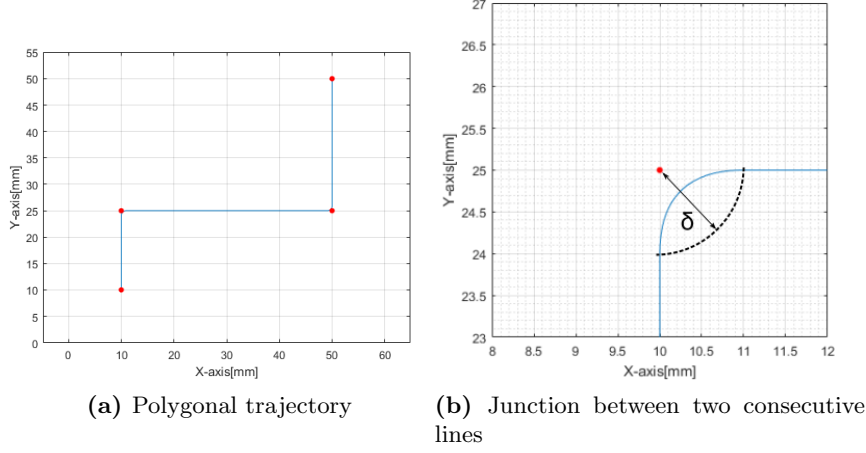 55
50
45
40
35
30
25
20
15
10
5
0
Y-axis[mm]
0 10 20 30 40 50 60
X-axis[mm]
(a) Polygonal trajectory
27
26.5
26
25.5
25
24.5
24
23.5
23
Y-axis[mm]
δ
8 8.5 9 9.5 10 10.5 11 11.5 12
X-axis[mm]
(b) Junction between two consecutive
lines